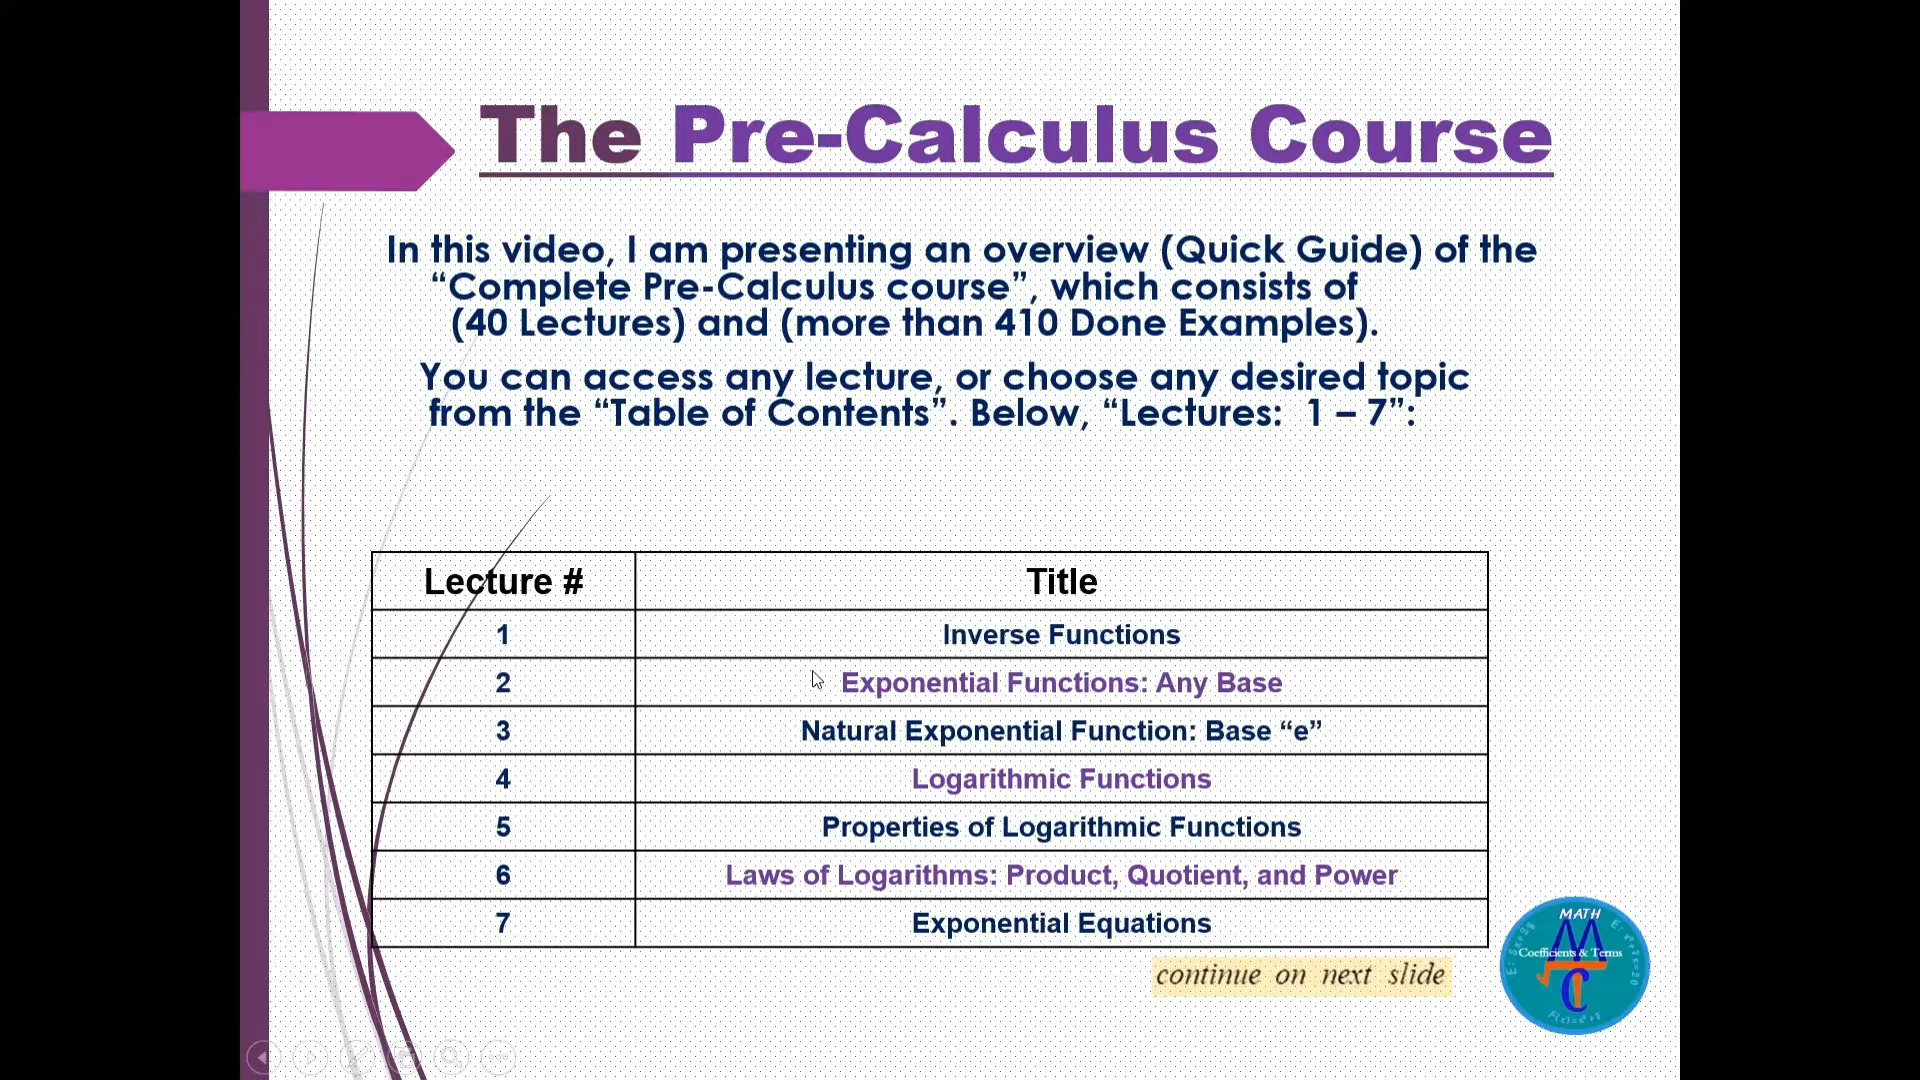 The Pre-Calculus Course
In this video, I am presenting an overview (Quick Guide) of the
“Complete Pre-Calculus course”, which consists of
(40 Lectures) and (more than 410 Done Examples).
You can access any lecture, or choose any desired topic
from the “Table of Contents”. Below, “Lectures: 1 – 7”:
Lecture # Title
1 Inverse Functions
2 Exponential Functions: Any Base
3 Natural Exponential Function: Base “e”
4 Logarithmic Functions
5 Properties of Logarithmic Functions
6 Laws of Logarithms: Product, Quotient, and Power
7 Exponential Equations
continue on next slide
MATH
Coefficients & Terms